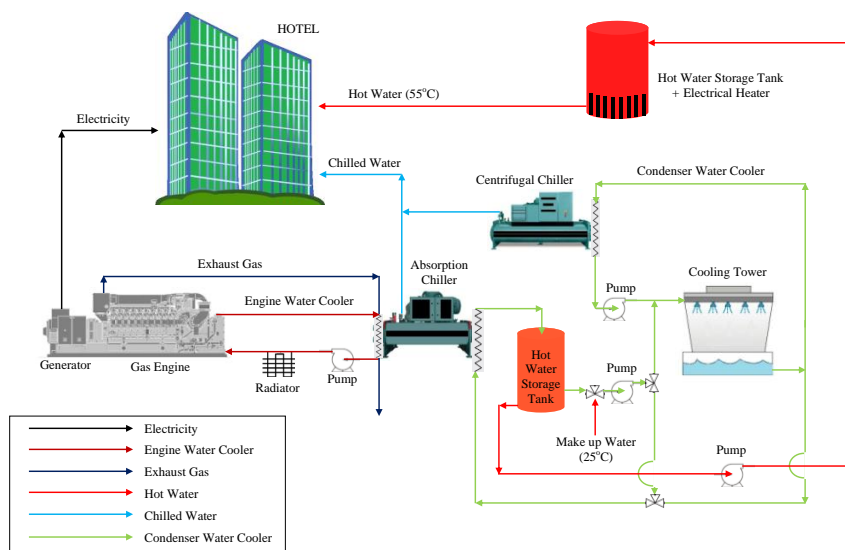 HOTEL
Hot Water Storage Tank
+ Electrical Heater
Hot Water (55°C)
Electricity
Chilled Water
Centrifugal Chiller
Condenser Water Cooler
Exhaust Gas
Absorption
Chiller
Pump
Cooling Tower
Engine Water Cooler
Hot
Water
Storage
Tank
Pump
Generator
Gas Engine
Radiator
Pump
Make up Water
(25°C)
Pump
Electricity
Engine Water Cooler
Exhaust Gas
Hot Water
Chilled Water
Condenser Water Cooler